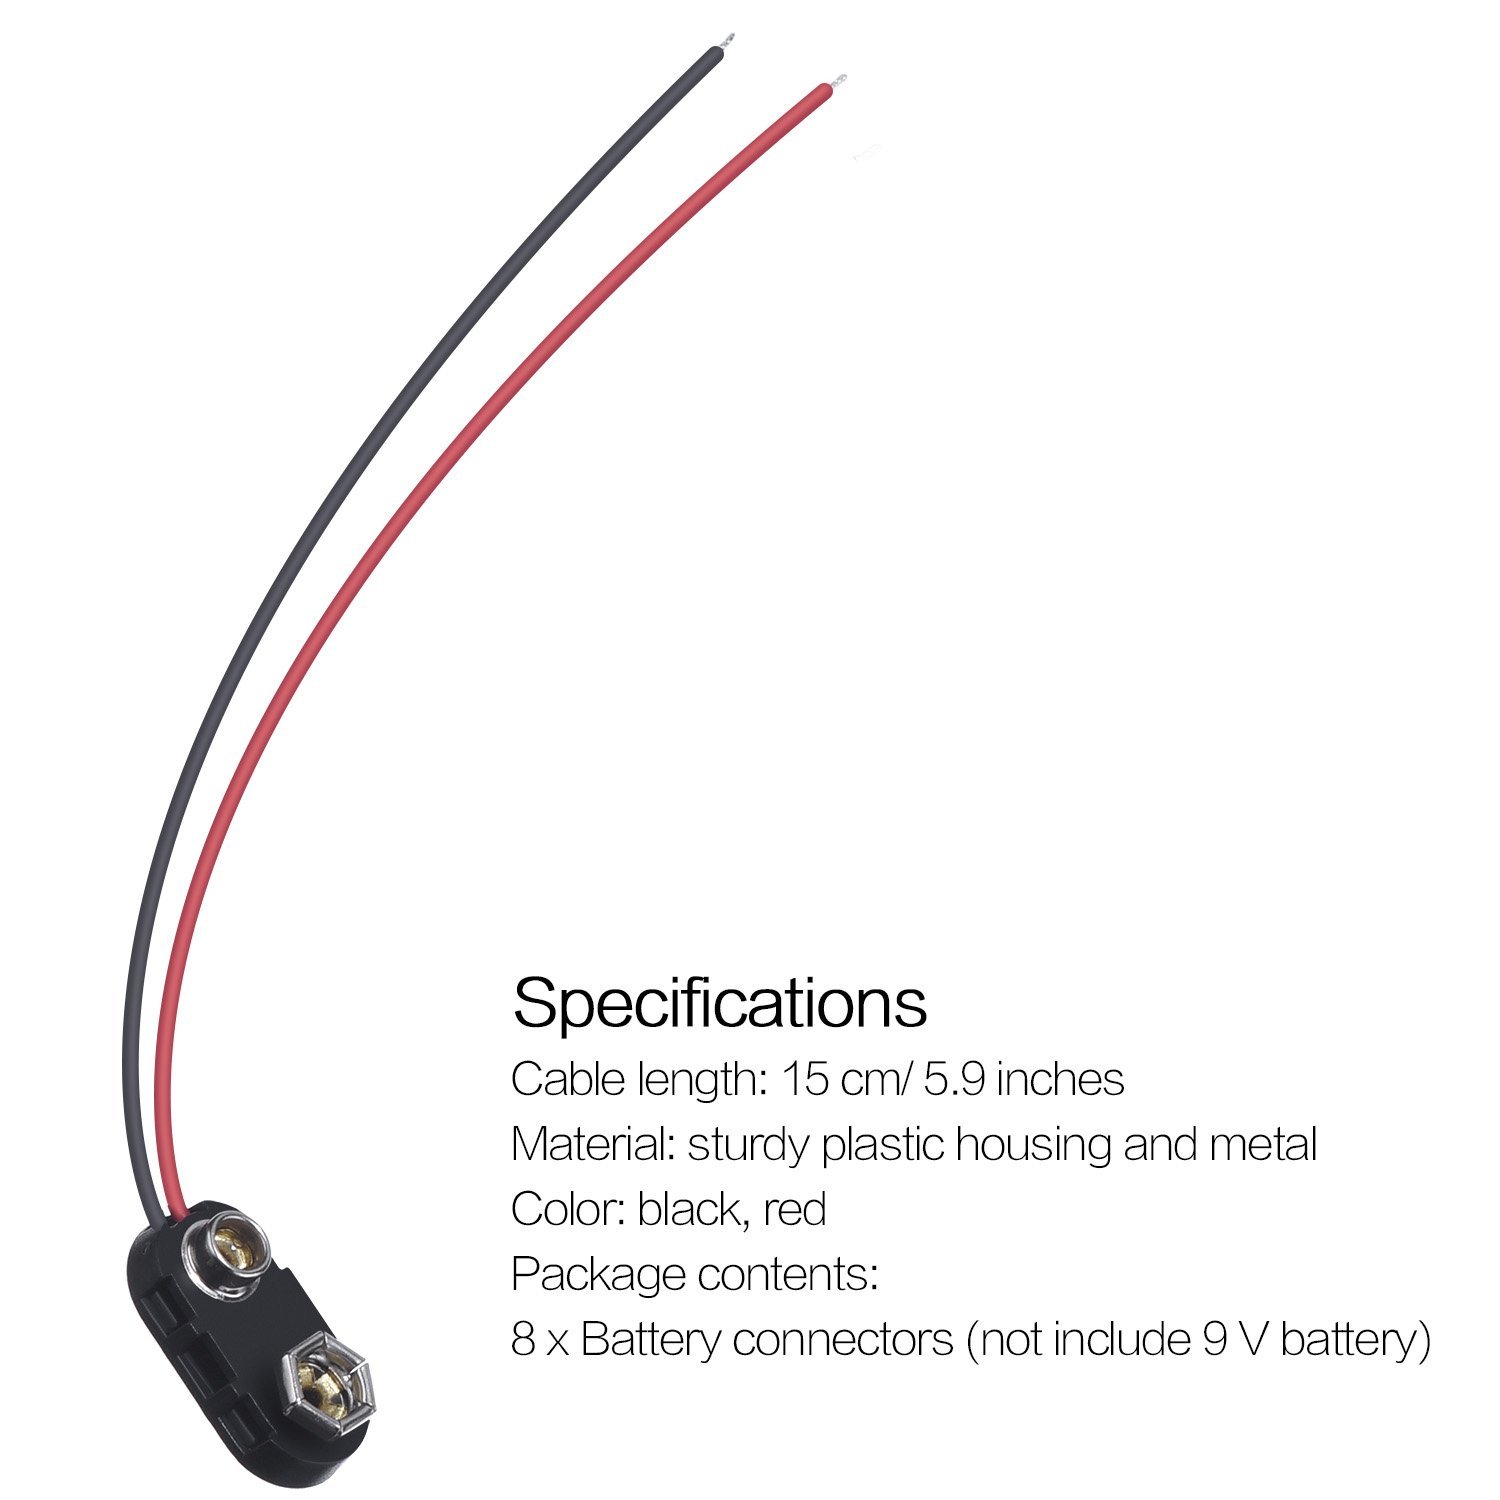 Specifications
Cable length: 15 cm/ 5.9 inches
Material: sturdy plastic housing and metal
Color: black, red
Package contents:
8 x Battery connectors (not include 9 V battery)